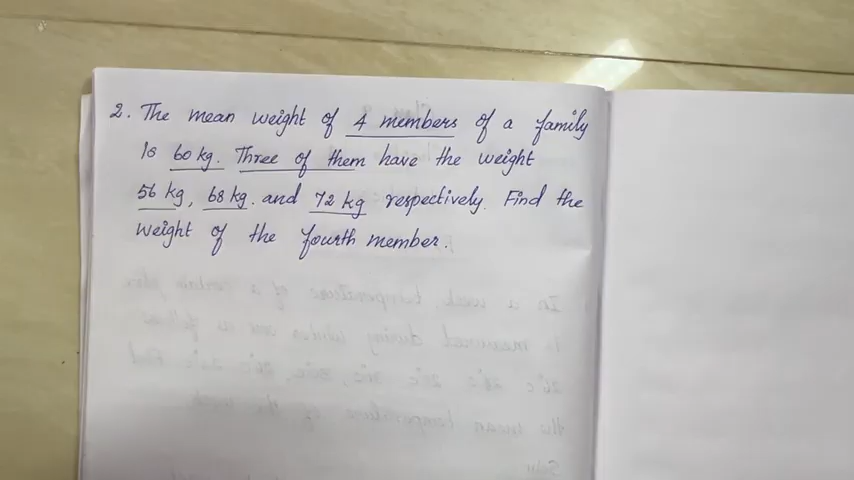 2. The mean weight of 4 members of a family
is 60 kg. Three of them have the weight
56 kg, 68 kg. and 72 kg respectively. Find the
weight of the fourth member.